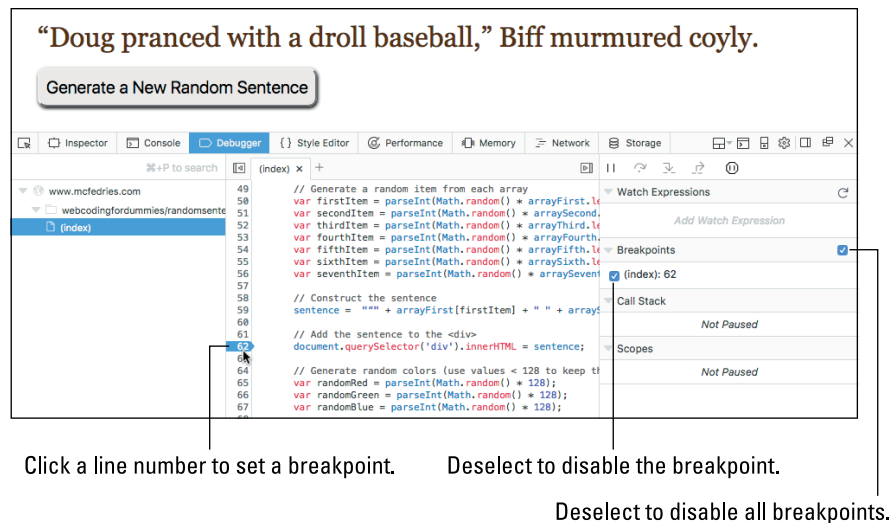 “Doug pranced with a droll baseball,” Biff murmured coyly.
Generate a New Random Sentence
Inspector Console Debugger { } Style Editor Performance Memory Network Storage
⌘+P to search
(index) × +
www.mcfedries.com
webcodingfordummies/randomsente
(index)
49 // Generate a random item from each array
50 var firstItem = parseInt(Math.random() * arrayFirst.le
51 var secondItem = parseInt(Math.random() * arraySecond.
52 var thirdItem = parseInt(Math.random() * arrayThird.le
53 var fourthItem = parseInt(Math.random() * arrayFourth.
54 var fifthItem = parseInt(Math.random() * arrayFifth.le
55 var sixthItem = parseInt(Math.random() * arraySixth.le
56 var seventhItem = parseInt(Math.random() * arraySevent
57
58 // Construct the sentence
59 sentence = "“" + arrayFirst[firstItem] + " " + arrayS
60
61 // Add the sentence to the <div>
62 document.querySelector('div').innerHTML = sentence;
63
64 // Generate random colors (use values < 128 to keep th
65 var randomRed = parseInt(Math.random() * 128);
66 var randomGreen = parseInt(Math.random() * 128);
67 var randomBlue = parseInt(Math.random() * 128);
Watch Expressions
Add Watch Expression
Breakpoints
(index): 62
Call Stack
Not Paused
Scopes
Not Paused
Click a line number to set a breakpoint.
Deselect to disable the breakpoint.
Deselect to disable all breakpoints.